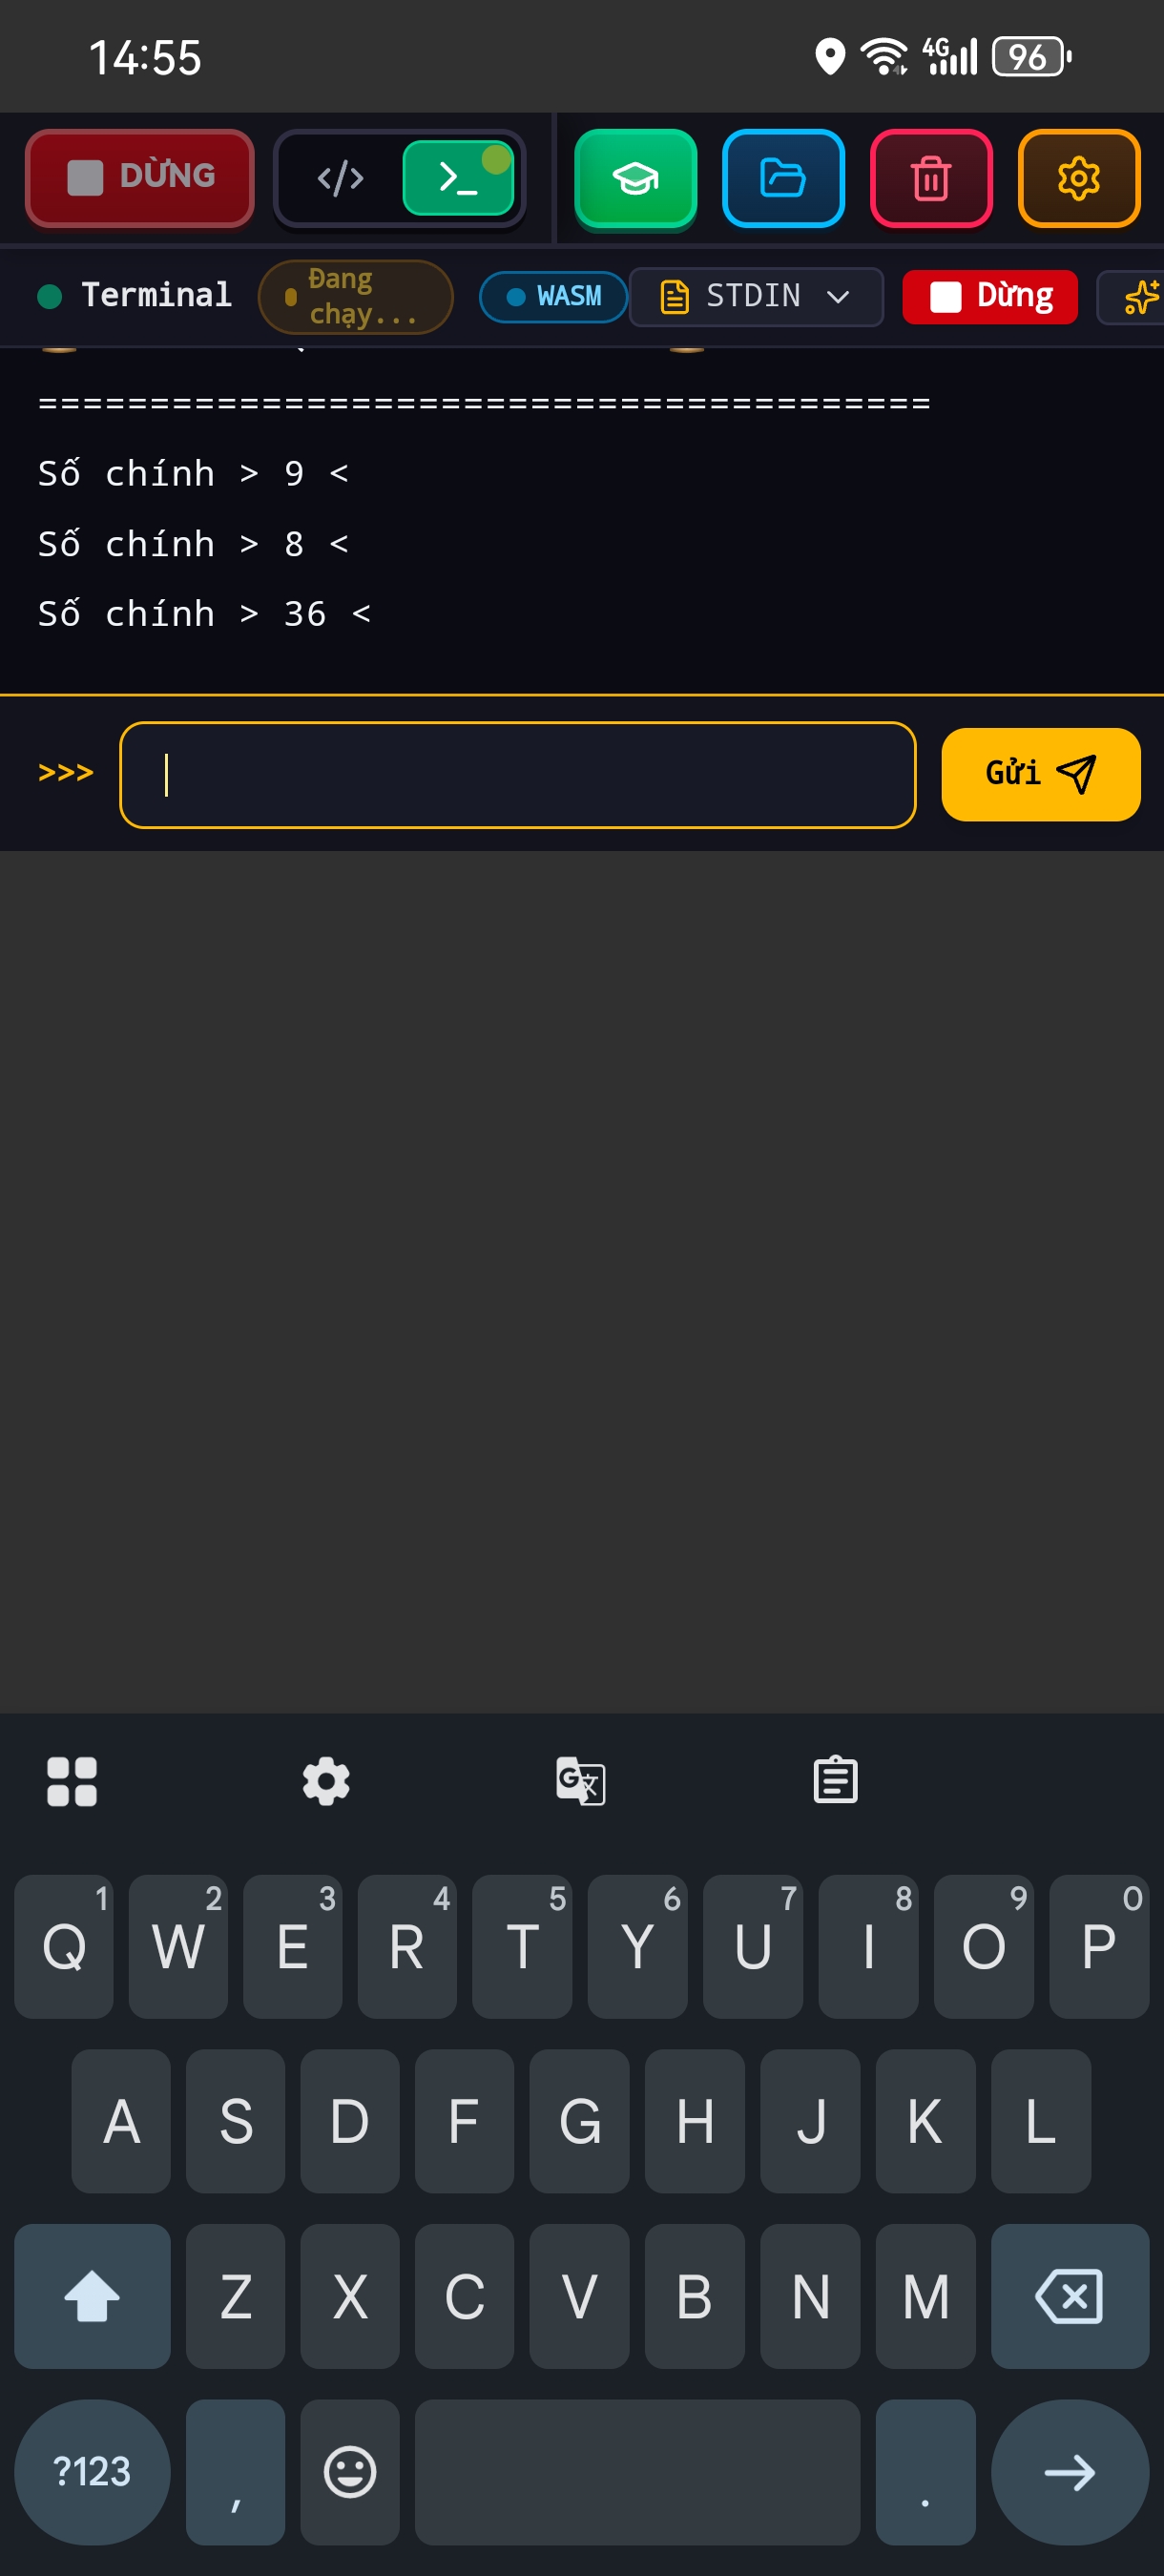 14:55
4G
96
DỪNG
Terminal
Đang
chạy...
WASM
STDIN
Dừng
========================================
Số chính > 9 <
Số chính > 8 <
Số chính > 36 <
>>>
Gửi
1 2 3 4 5 6 7 8 9 0
Q W E R T Y U I O P
A S D F G H J K L
Z X C V B N M
?123 , .